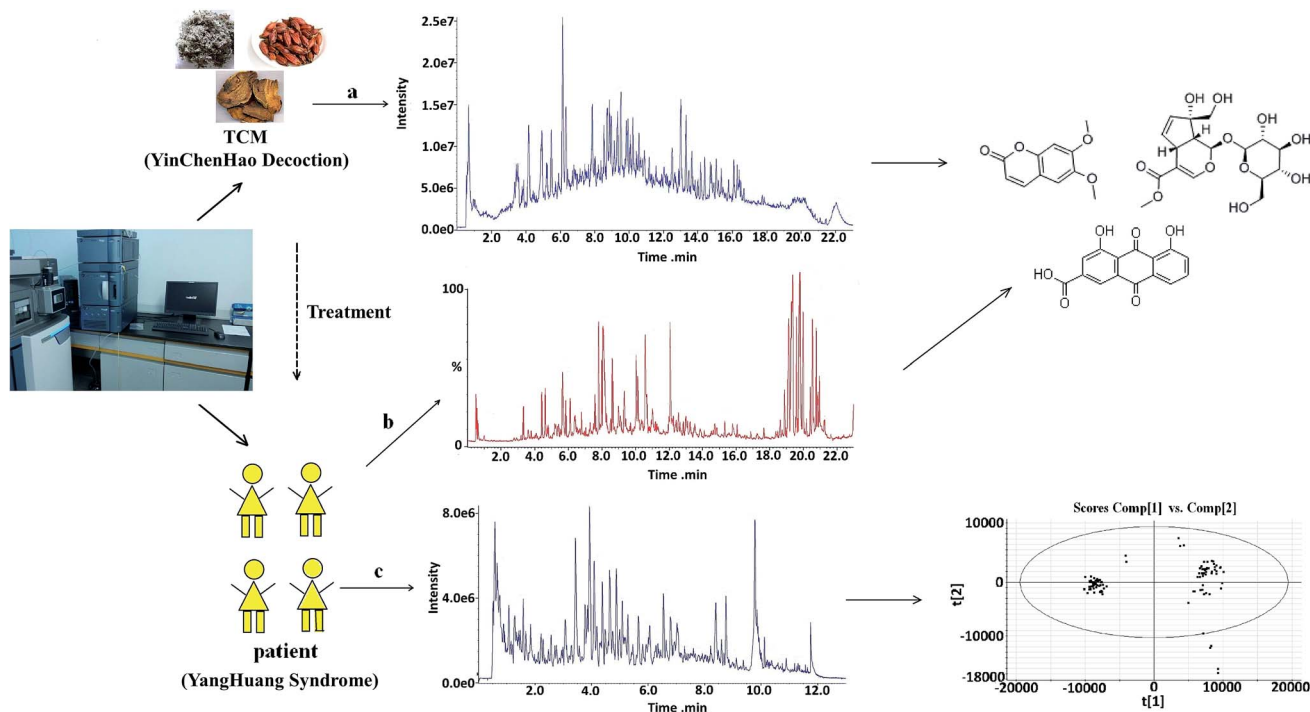 TCM
(YinChenHao Decoction)
a
Intensity
2.5e7
2.0e7
1.5e7
1.0e7
5.0e6
0.0e0
2.0 4.0 6.0 8.0 10.0 12.0 14.0 16.0 18.0 20.0 22.0
Time .min
O
O
O
O
OH
OH
H
H
O
O
O
O
O
HO
OH
OH
OH
HO
OH
O
OH
HO
O
O
Treatment
b
100
%
0
2.0 4.0 6.0 8.0 10.0 12.0 14.0 16.0 18.0 20.0 22.0
Time .min
patient
(YangHuang Syndrome)
c
Intensity
8.0e6
4.0e6
0.0e0
2.0 4.0 6.0 8.0 10.0 12.0
Time .min
Scores Comp[1] vs. Comp[2]
t[2]
10000
0
-10000
-18000
-20000 -10000 0 10000 20000
t[1]